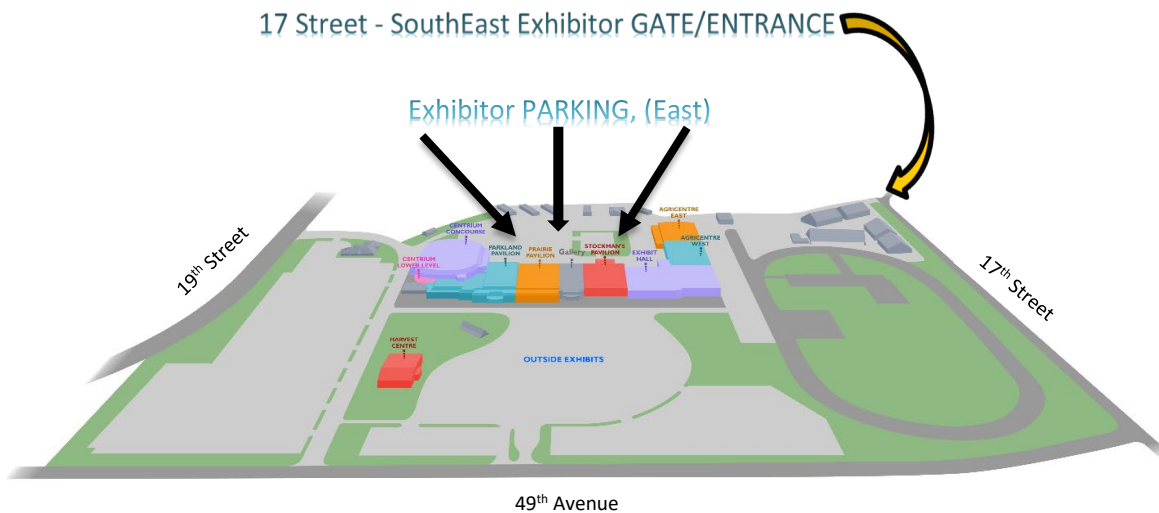 17 Street - SouthEast Exhibitor GATE/ENTRANCE
Exhibitor PARKING, (East)
AGRICENTRE
EAST
CENTRIUM
CONCOURSE
AGRICENTRE
WEST
PARKLAND
PAVILION
PRAIRIE
PAVILION
Gallery
STOCKMAN'S
PAVILION
EXHIBIT
HALL
CENTRIUM
LOWER LEVEL
19th Street
17th Street
HARVEST
CENTRE
OUTSIDE EXHIBITS
49th Avenue